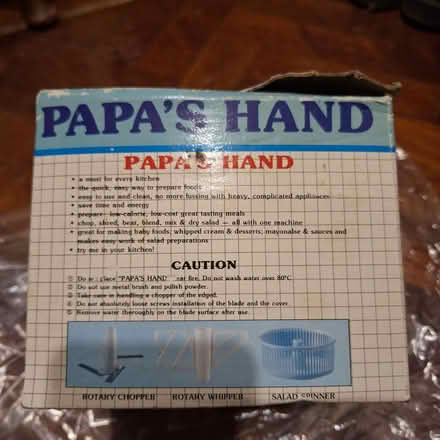 PAPA'S HAND
PAPA'S HAND
• a must for every kitchen
• the quick, easy way to prepare foods
• easy to use and clean, no more fussing with heavy, complicated appliances
• save time and energy
• prepare low-calorie, low-cost great tasting meals
• chop, shred, beat, blend, mix & dry salad — all with one machine
• great for making baby foods, whipped cream & desserts; mayonaise & sauces and
makes easy work of salad preparations
• try me in your kitchen!
CAUTION
① Do not place "PAPA'S HAND" near fire. Do not wash water over 80°C
② Do not use metal brush and polish powder.
③ Take care in handling a chopper of the edged.
④ Do not absolutely loose screws installation of the blade and the cover.
⑤ Remove water thoroughly on the blade surface after use.
ROTARY CHOPPER ROTARY WHIPPER SALAD SPINNER